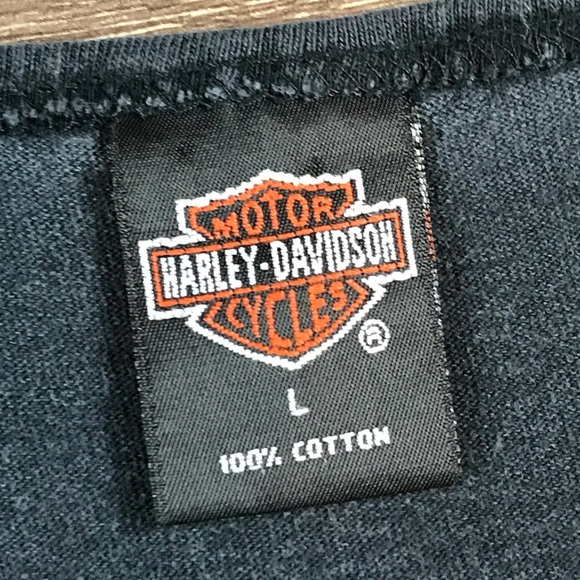 MOTOR
HARLEY-DAVIDSON
CYCLES
®
L
100% COTTON